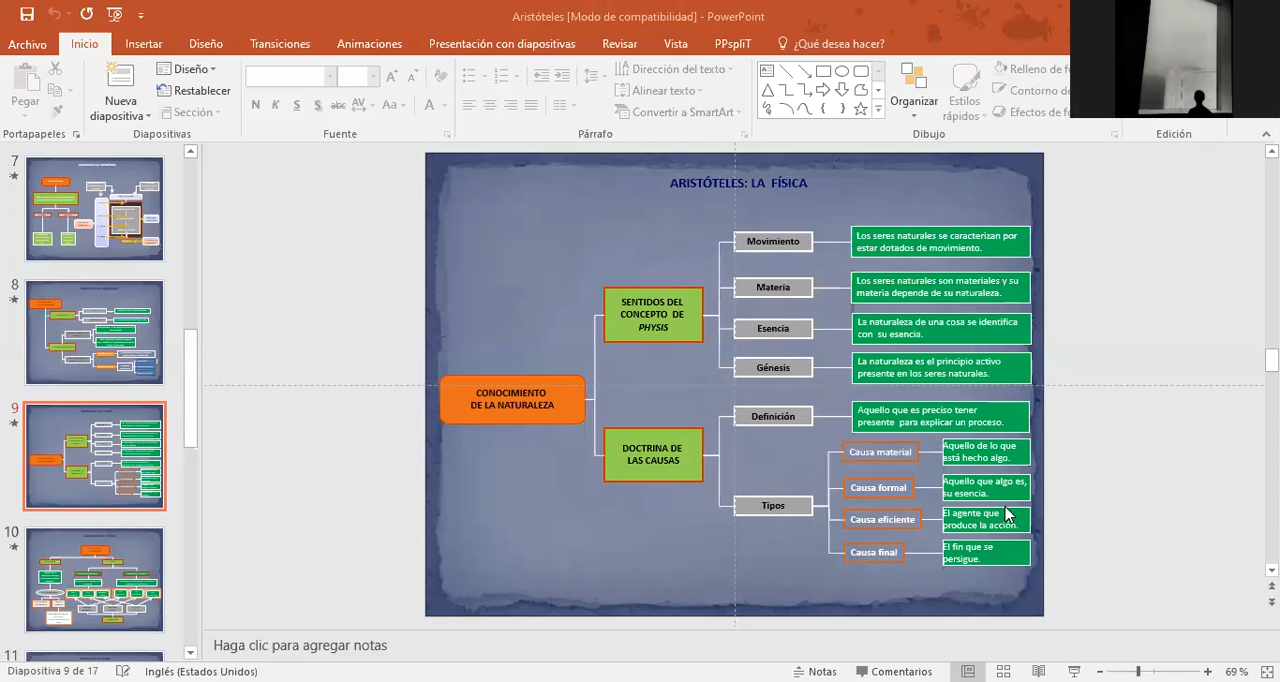 Aristóteles [Modo de compatibilidad] - PowerPoint
Archivo
Inicio
Insertar
Diseño
Transiciones
Animaciones
Presentación con diapositivas
Revisar
Vista
PPspliT
¿Qué desea hacer?
Pegar
Nueva
diapositiva
Diseño
Restablecer
Sección
N K S S abc AV Aa A
Dirección del texto
Alinear texto
Convertir a SmartArt
Organizar
Estilos
rápidos
Relleno de
Contorno de
Efectos de
Portapapeles
Diapositivas
Fuente
Párrafo
Dibujo
Edición
7
8
9
10
11
ARISTÓTELES: LA FÍSICA
CONOCIMIENTO
DE LA NATURALEZA
SENTIDOS DEL
CONCEPTO DE
PHYSIS
Movimiento
Los seres naturales se caracterizan por
estar dotados de movimiento.
Materia
Los seres naturales son materiales y su
materia depende de su naturaleza.
Esencia
La naturaleza de una cosa se identifica
con su esencia.
Génesis
La naturaleza es el principio activo
presente en los seres naturales.
DOCTRINA DE
LAS CAUSAS
Definición
Aquello que es preciso tener
presente para explicar un proceso.
Tipos
Causa material
Aquello de lo que
está hecho algo.
Causa formal
Aquello que algo es,
su esencia.
Causa eficiente
El agente que
produce la acción.
Causa final
El fin que se
persigue.
Haga clic para agregar notas
Diapositiva 9 de 17
Inglés (Estados Unidos)
Notas
Comentarios
69 %